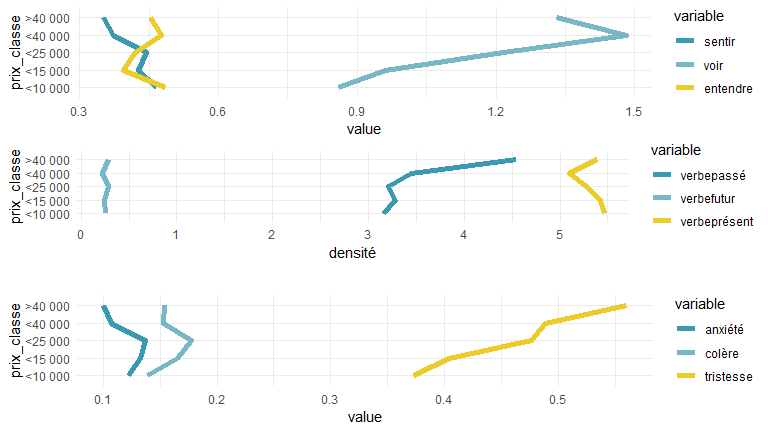 prix_classe
>40 000
<40 000
<25 000
<15 000
<10 000
0.3
0.6
0.9
1.2
1.5
value
variable
sentir
voir
entendre
prix_classe
>40 000
<40 000
<25 000
<15 000
<10 000
0
1
2
3
4
5
densité
variable
verbepassé
verbefutur
verbeprésent
prix_classe
>40 000
<40 000
<25 000
<15 000
<10 000
0.1
0.2
0.3
0.4
0.5
value
variable
anxiété
colère
tristesse